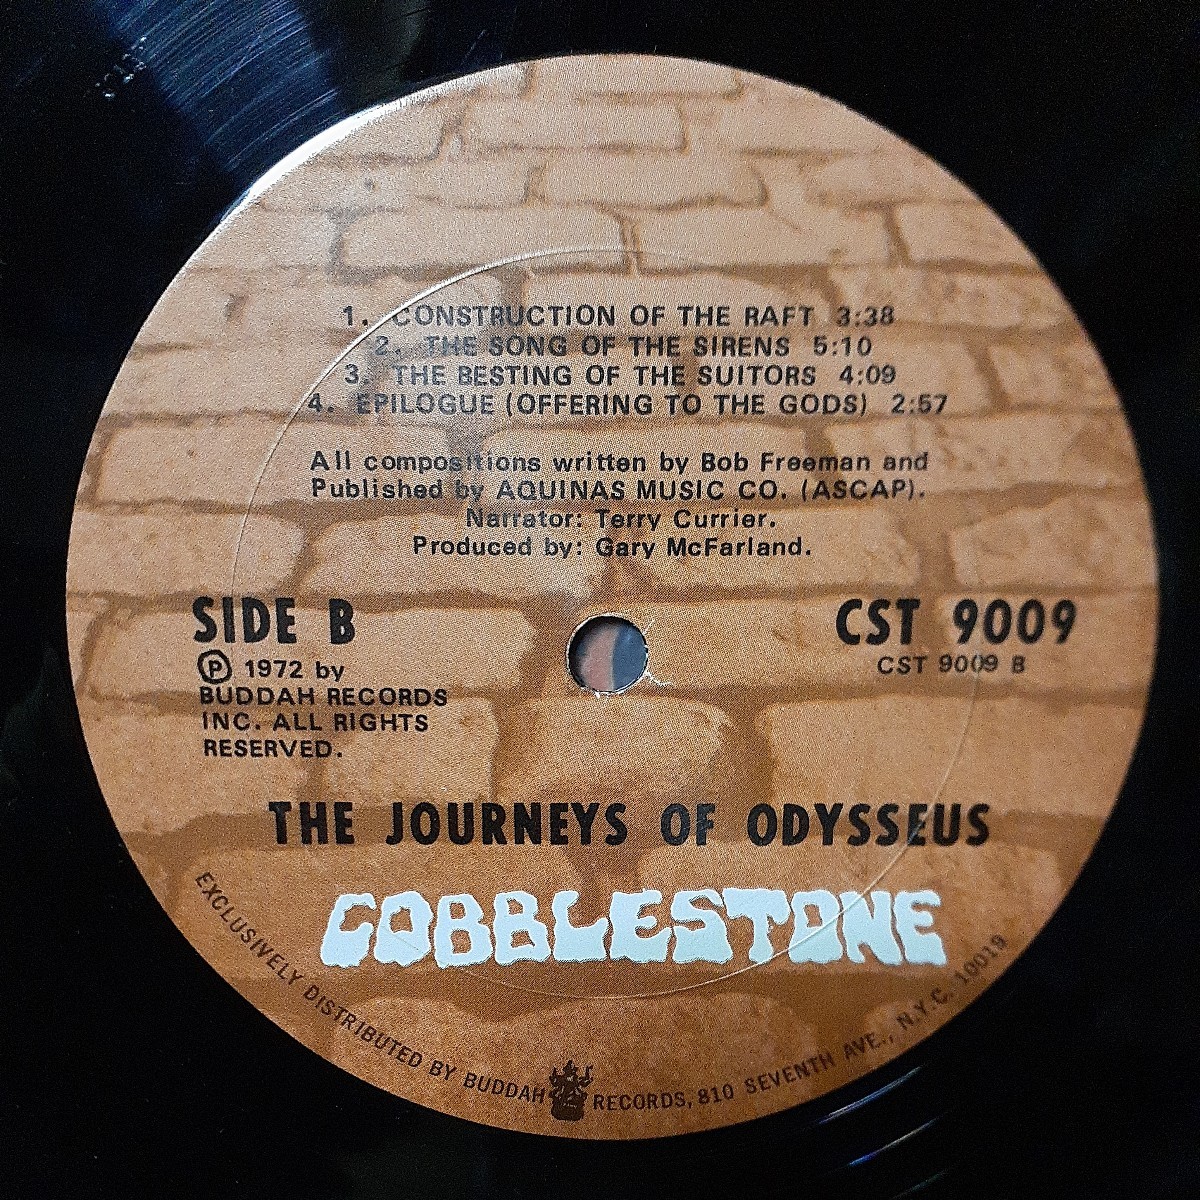 1. CONSTRUCTION OF THE RAFT 3:38
2. THE SONG OF THE SIRENS 5:10
3. THE BESTING OF THE SUITORS 4:09
4. EPILOGUE (OFFERING TO THE GODS) 2:57
All compositions written by Bob Freeman and
Published by AQUINAS MUSIC CO. (ASCAP).
Narrator: Terry Currier.
Produced by: Gary McFarland.
SIDE B
Ⓟ 1972 by
BUDDAH RECORDS
INC. ALL RIGHTS
RESERVED.
CST 9009
CST 9009 B
THE JOURNEYS OF ODYSSEUS
COBBLESTONE
EXCLUSIVELY DISTRIBUTED BY BUDDAH RECORDS, 810 SEVENTH AVE., N.Y.C. 10019